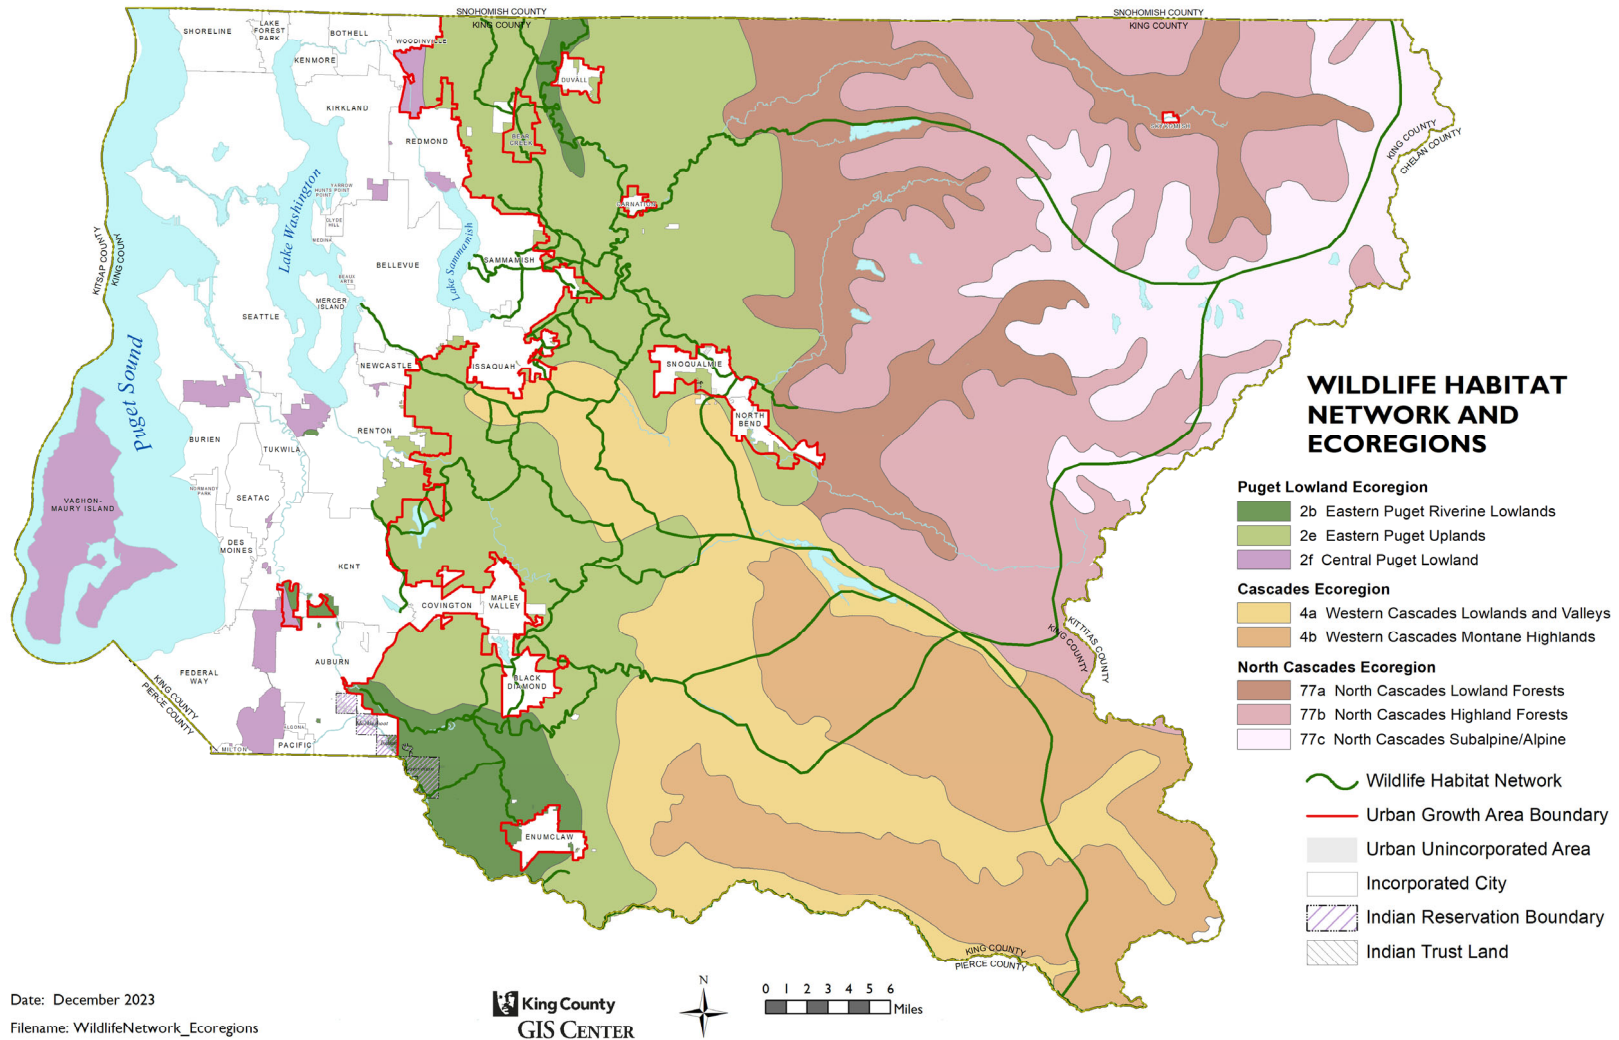 SNOHOMISH COUNTY
KING COUNTY
SNOHOMISH COUNTY
KING COUNTY
SHORELINE
LAKE
FOREST
PARK
BOTHELL
WOODINVILLE
KENMORE
DUVALL
KIRKLAND
BEAR
CREEK
REDMOND
SKYKOMISH
KING COUNTY
CHELAN COUNTY
HUNTS POINT
YARROW
POINT
CLYDE
HILL
MEDINA
CARNATION
Lake Washington
KITSAP COUNTY
KING COUNTY
BELLEVUE
SAMMAMISH
Lake Sammamish
BEAUX
ARTS
MERCER
ISLAND
SEATTLE
Puget Sound
NEWCASTLE
ISSAQUAH
SNOQUALMIE
NORTH
BEND
BURIEN
RENTON
TUKWILA
NORMANDY
PARK
SEATAC
VASHON-
MAURY ISLAND
DES
MOINES
KENT
COVINGTON
MAPLE
VALLEY
KITTITAS COUNTY
KING COUNTY
AUBURN
FEDERAL
WAY
BLACK
DIAMOND
KING COUNTY
PIERCE COUNTY
ALGONA
MILTON
PACIFIC
ENUMCLAW
KING COUNTY
PIERCE COUNTY
WILDLIFE HABITAT
NETWORK AND
ECOREGIONS
Puget Lowland Ecoregion
2b Eastern Puget Riverine Lowlands
2e Eastern Puget Uplands
2f Central Puget Lowland
Cascades Ecoregion
4a Western Cascades Lowlands and Valleys
4b Western Cascades Montane Highlands
North Cascades Ecoregion
77a North Cascades Lowland Forests
77b North Cascades Highland Forests
77c North Cascades Subalpine/Alpine
Wildlife Habitat Network
Urban Growth Area Boundary
Urban Unincorporated Area
Incorporated City
Indian Reservation Boundary
Indian Trust Land
Date: December 2023
Filename: WildlifeNetwork_Ecoregions
King County
GIS CENTER
N
0 1 2 3 4 5 6
Miles